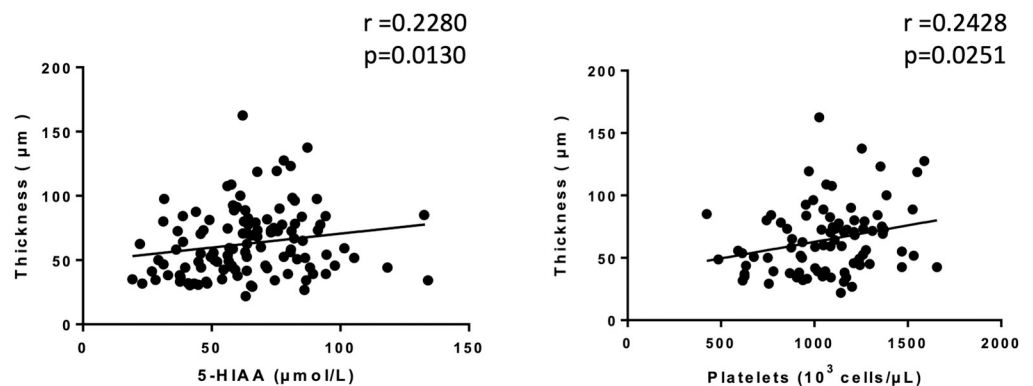 r =0.2280
p=0.0130
Thickness ( µm )
200
150
100
50
0
0 50 100 150
5-HIAA (µmol/L)
r =0.2428
p=0.0251
Thickness ( µm )
200
150
100
50
0
0 500 1000 1500 2000
Platelets (10³ cells/µL)